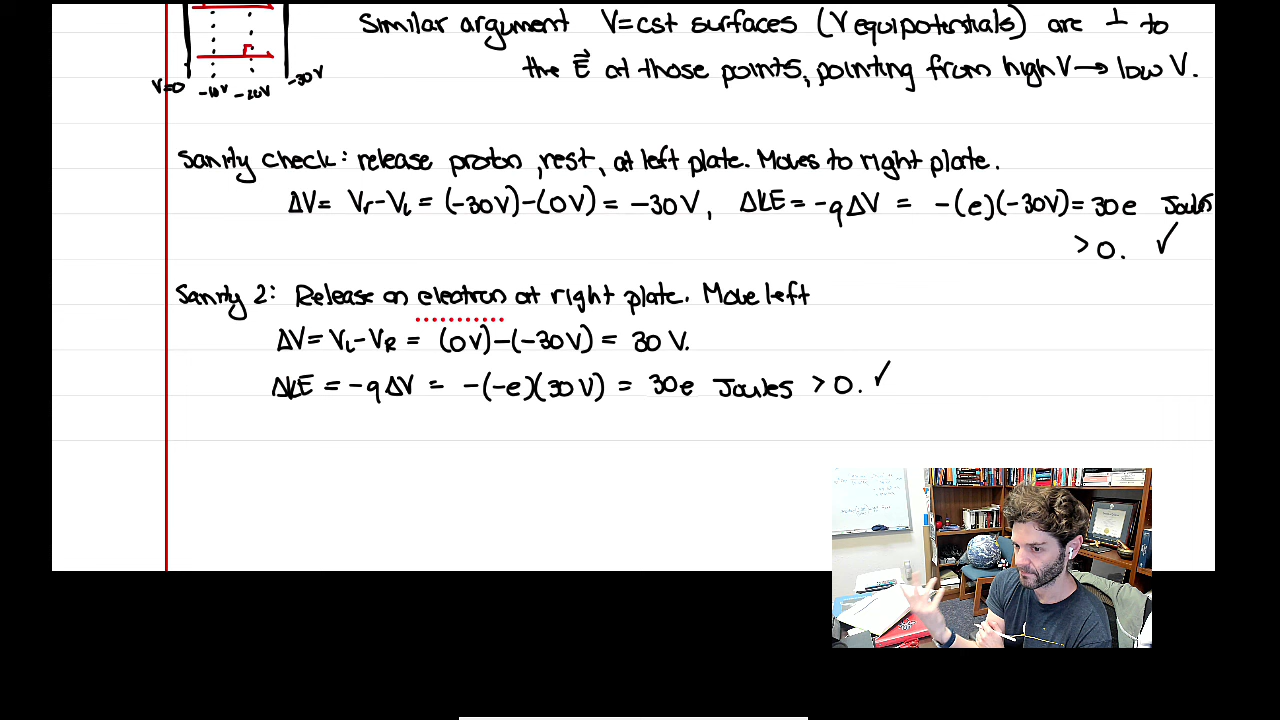 Similar argument V=cst surfaces (V equipotentials) are ⊥ to
the E⃗ at those points, pointing from high V → low V.
V=0 -10V -20V -30V
Sanity check: release proton, rest, at left plate. Moves to right plate.
ΔV = Vr-VL = (-30V)-(0V) = -30V, ΔKE = -qΔV = -(e)(-30V) = 30e Joules
>0. ✓
Sanity 2: Release an electron at right plate. Move left
ΔV = VL-VR = (0V)-(-30V) = 30 V.
ΔKE = -qΔV = -(-e)(30V) = 30e Joules >0. ✓